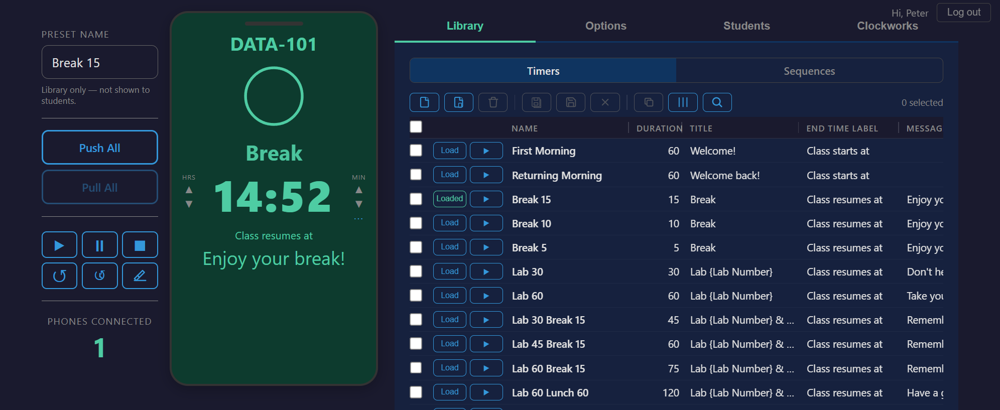 Hi, Peter
Log out
PRESET NAME
Break 15
Library only — not shown to
students.
Push All
Pull All
PHONES CONNECTED
1
DATA-101
Break
HRS
14:52
MIN
...
Class resumes at
Enjoy your break!
Library Options Students Clockworks
Timers Sequences
0 selected
NAME DURATION TITLE END TIME LABEL MESSAG
Load First Morning 60 Welcome! Class starts at
Load Returning Morning 60 Welcome back! Class starts at
Loaded Break 15 15 Break Class resumes at Enjoy yo
Load Break 10 10 Break Class resumes at Enjoy yo
Load Break 5 5 Break Class resumes at Enjoy yo
Load Lab 30 30 Lab {Lab Number} Class resumes at Don't he
Load Lab 60 60 Lab {Lab Number} Class resumes at Take you
Load Lab 30 Break 15 45 Lab {Lab Number} & ... Class resumes at Rememb
Load Lab 45 Break 15 60 Lab {Lab Number} & ... Class resumes at Rememb
Load Lab 60 Break 15 75 Lab {Lab Number} & ... Class resumes at Rememb
Load Lab 60 Lunch 60 120 Lab {Lab Number} & ... Class resumes at Have a g